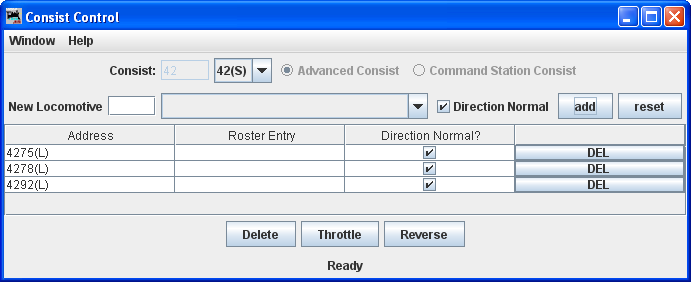 Consist Control
Window Help
Consist: 42 42(S) Advanced Consist Command Station Consist
New Locomotive Direction Normal add reset
Address Roster Entry Direction Normal?
4275(L) DEL
4278(L) DEL
4292(L) DEL
Delete Throttle Reverse
Ready